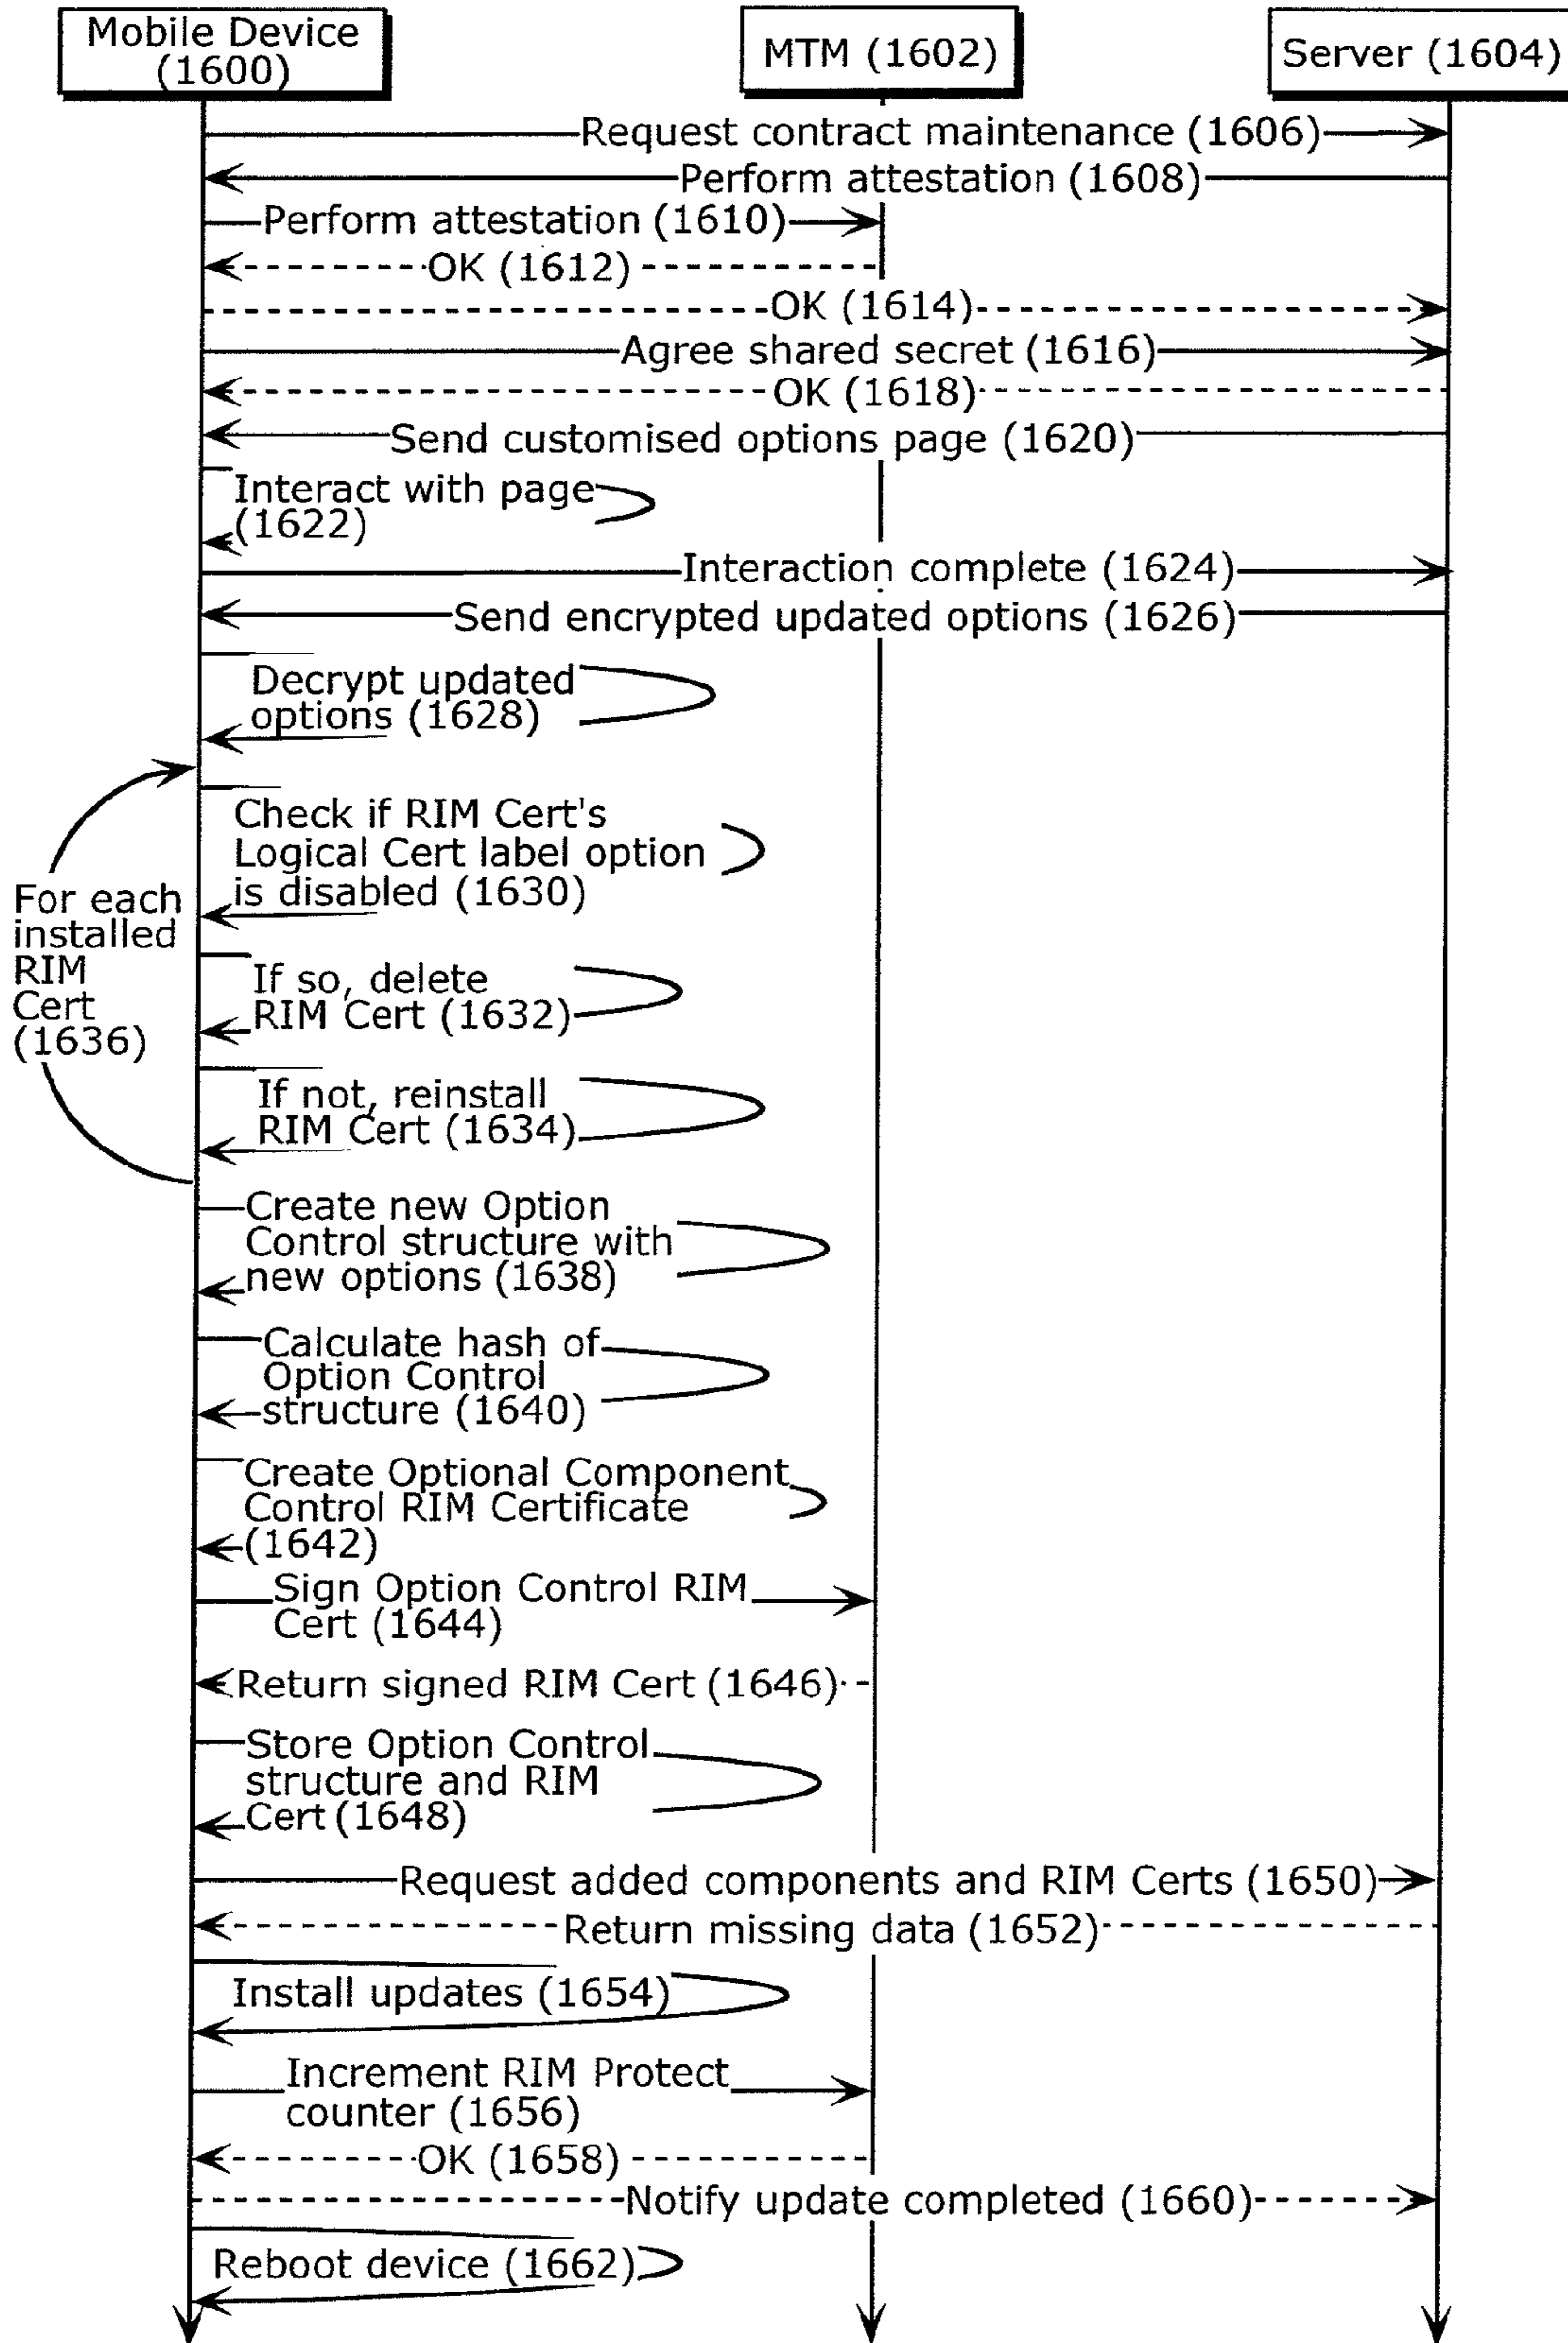 Mobile Device
(1600)
MTM (1602)
Server (1604)
Request contract maintenance (1606)
Perform attestation (1608)
Perform attestation (1610)
OK (1612)
OK (1614)
Agree shared secret (1616)
OK (1618)
Send customised options page (1620)
Interact with page
(1622)
Interaction complete (1624)
Send encrypted updated options (1626)
Decrypt updated
options (1628)
Check if RIM Cert's
Logical Cert label option
is disabled (1630)
For each
installed
RIM
Cert
(1636)
If so, delete
RIM Cert (1632)
If not, reinstall
RIM Cert (1634)
Create new Option
Control structure with
new options (1638)
Calculate hash of
Option Control
structure (1640)
Create Optional Component
Control RIM Certificate
(1642)
Sign Option Control RIM
Cert (1644)
Return signed RIM Cert (1646)
Store Option Control
structure and RIM
Cert (1648)
Request added components and RIM Certs (1650)
Return missing data (1652)
Install updates (1654)
Increment RIM Protect
counter (1656)
OK (1658)
Notify update completed (1660)
Reboot device (1662)